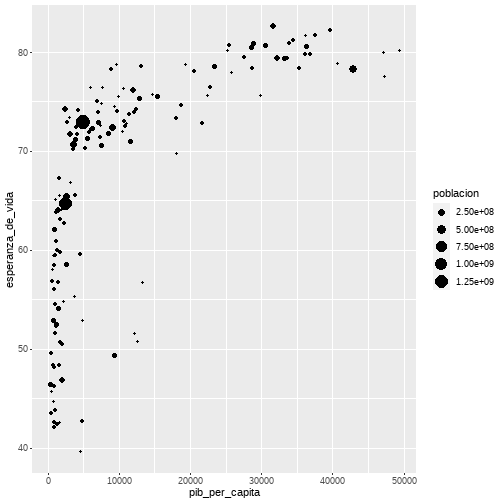 80
70
60
50
40
esperanza_de_vida
0
10000
20000
30000
40000
50000
pib_per_capita
poblacion
2.50e+08
5.00e+08
7.50e+08
1.00e+09
1.25e+09